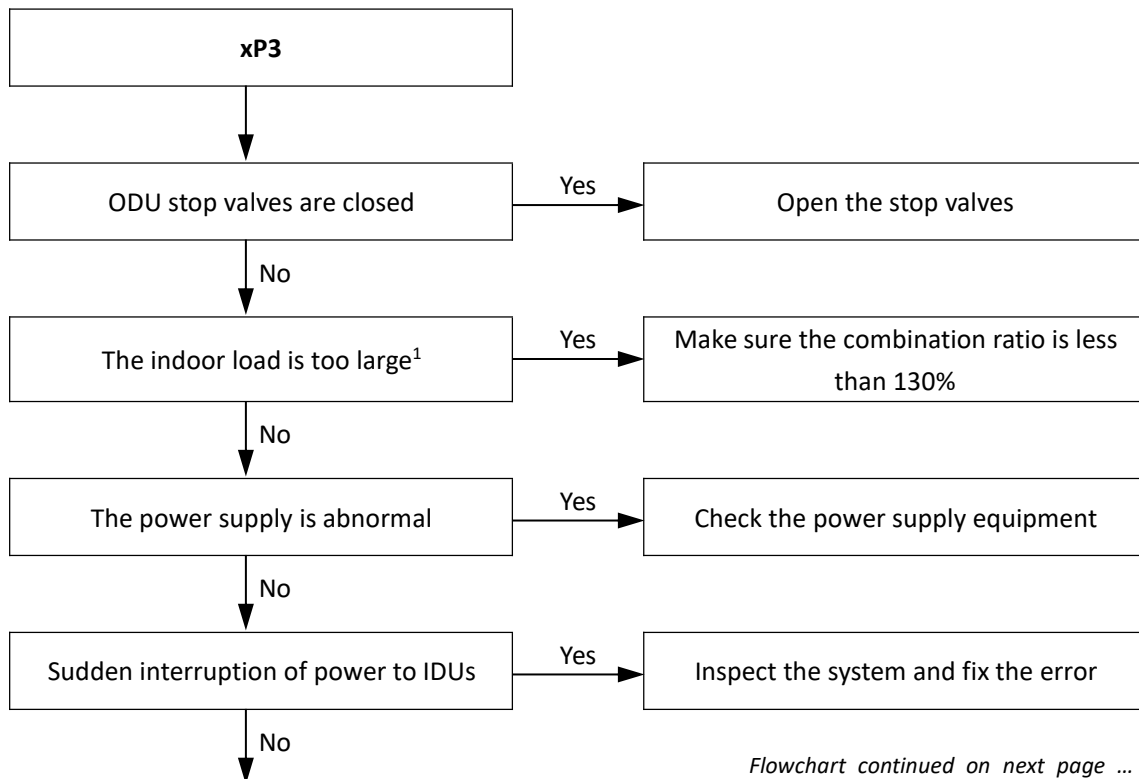 xP3
ODU stop valves are closed
Yes
Open the stop valves
No
The indoor load is too large¹
Yes
Make sure the combination ratio is less
than 130%
No
The power supply is abnormal
Yes
Check the power supply equipment
No
Sudden interruption of power to IDUs
Yes
Inspect the system and fix the error
No
Flowchart continued on next page …